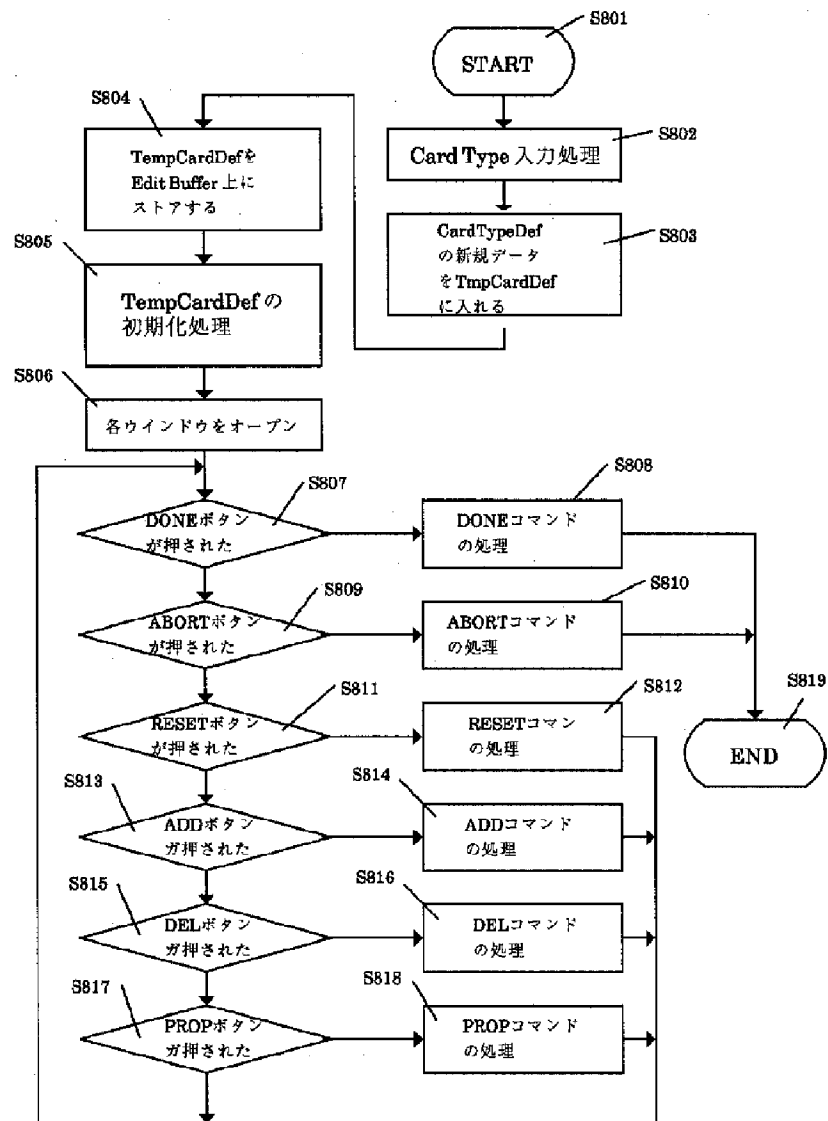 S801
START
S802
Card Type 入力処理
S803
CardTypeDef
の新規データ
をTmpCardDef
に入れる
S804
TempCardDefを
Edit Buffer 上に
ストアする
S805
TempCardDef の
初期化処理
S806
各ウインドウをオープン
S807
DONEボタン
が押された
S808
DONEコマンド
の処理
S809
ABORTボタン
が押された
S810
ABORTコマンド
の処理
S811
RESETボタン
が押された
S812
RESETコマン
の処理
S819
END
S813
ADDボタン
ガ押された
S814
ADDコマンド
の処理
S815
DELボタン
ガ押された
S816
DELコマンド
の処理
S817
PROPボタン
ガ押された
S818
PROPコマンド
の処理